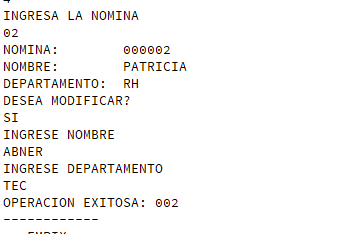 INGRESA LA NOMINA
02
NOMINA:        000002
NOMBRE:        PATRICIA
DEPARTAMENTO:  RH
DESEA MODIFICAR?
SI
INGRESE NOMBRE
ABNER
INGRESE DEPARTAMENTO
TEC
OPERACION EXITOSA: 002
------------